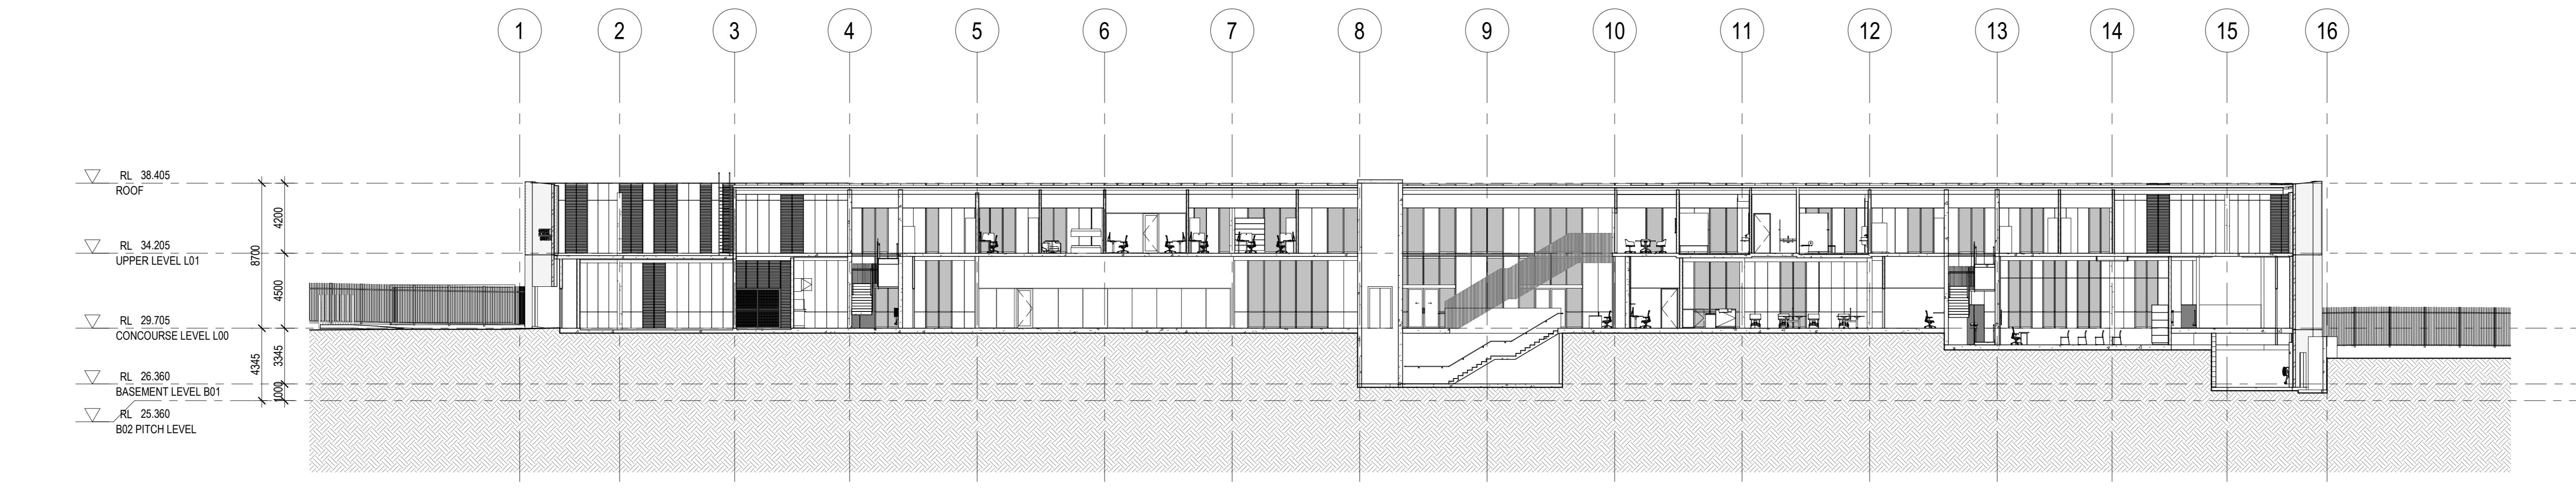 1
2
3
4
5
6
7
8
9
10
11
12
13
14
15
16
RL 38.405
ROOF
4200
RL 34.205
UPPER LEVEL L01
8700
4500
RL 29.705
CONCOURSE LEVEL L00
4345
3345
RL 26.360
BASEMENT LEVEL B01
1000
RL 25.360
B02 PITCH LEVEL